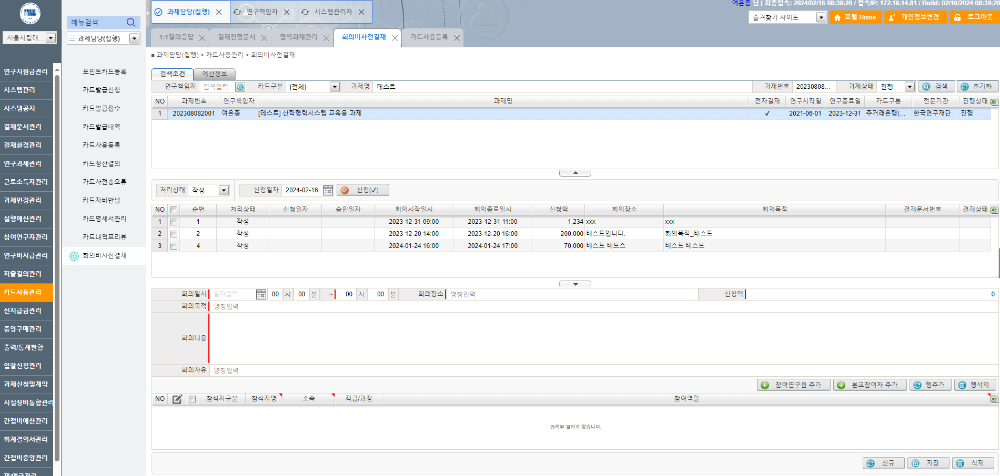 여은종 님 ( 최종접속: 2024/02/16 08:39:20 / 접속IP: 172.16.14.81 / Build: 02/16/2024 08:39:20
과제담당(집행) 연구책임자 시스템관리자
즐겨찾기 사이트 포털 Home 개인정보변경 로그아웃
메뉴검색
서울시립대...
과제담당(집행)
1:1질의응답 결재진행문서 협약과제관리 회의비사전결재 카드사용등록
과제담당(집행) > 카드사용관리 > 회의비사전결재
연구지원금관리
시스템관리
시스템공지
결재문서관리
결재환경관리
연구과제관리
근로소득자관리
과제변경관리
실행예산관리
참여연구자관리
연구비지급관리
지출결의관리
카드사용관리
선지급금관리
중앙구매관리
출력/통계현황
입찰신청관리
과제신청및계약
시설장비통합관리
간접비예산관리
회계결의서관리
간접비중앙관리
포인트카드등록
카드발급신청
카드발급접수
카드발급내역
카드사용등록
카드정산결의
카드사전송오류
카드자비반납
카드명세서관리
카드내역프리뷰
회의비사전결재
검색조건 예산정보
연구책임자 검색입력 카드구분 [전체] 과제명 테스트 과제번호 20230808... 과제상태 진행 검색 초기화
NO 과제번호 연구책임자 과제명 전자결재 연구시작일 연구종료일 카드구분 전문기관 진행상태
1 202308082001 여은종 [테스트] 산학협력시스템 교육용 과제 ✓ 2021-06-01 2023-12-31 주거래은행(... 한국연구재단 진행
처리상태 작성 신청일자 2024-02-16 신청(✓)
NO 순번 처리상태 신청일자 승인일자 회의시작일시 회의종료일시 신청액 회의장소 회의목적 결재문서번호 결재상태
1 1 작성 2023-12-31 09:00 2023-12-31 11:00 1,234 xxx xxx
2 2 작성 2023-12-20 14:00 2023-12-20 16:00 200,000 테스트입니다. 회의목적_테스트
3 4 작성 2024-01-24 16:00 2024-01-24 17:00 70,000 테스트 테트스 테스트 테스트
회의일시 일자입력 00 시 00 분 ~ 00 시 00 분 회의장소 명칭입력 신청액 0
회의목적 명칭입력
회의내용
회의사유 명칭입력
참여연구원 추가 본교참여자 추가 행추가 행삭제
NO 참석자구분 참석자명 소속 직급/과정 참여역할
검색된 결과가 없습니다.
신규 저장 삭제